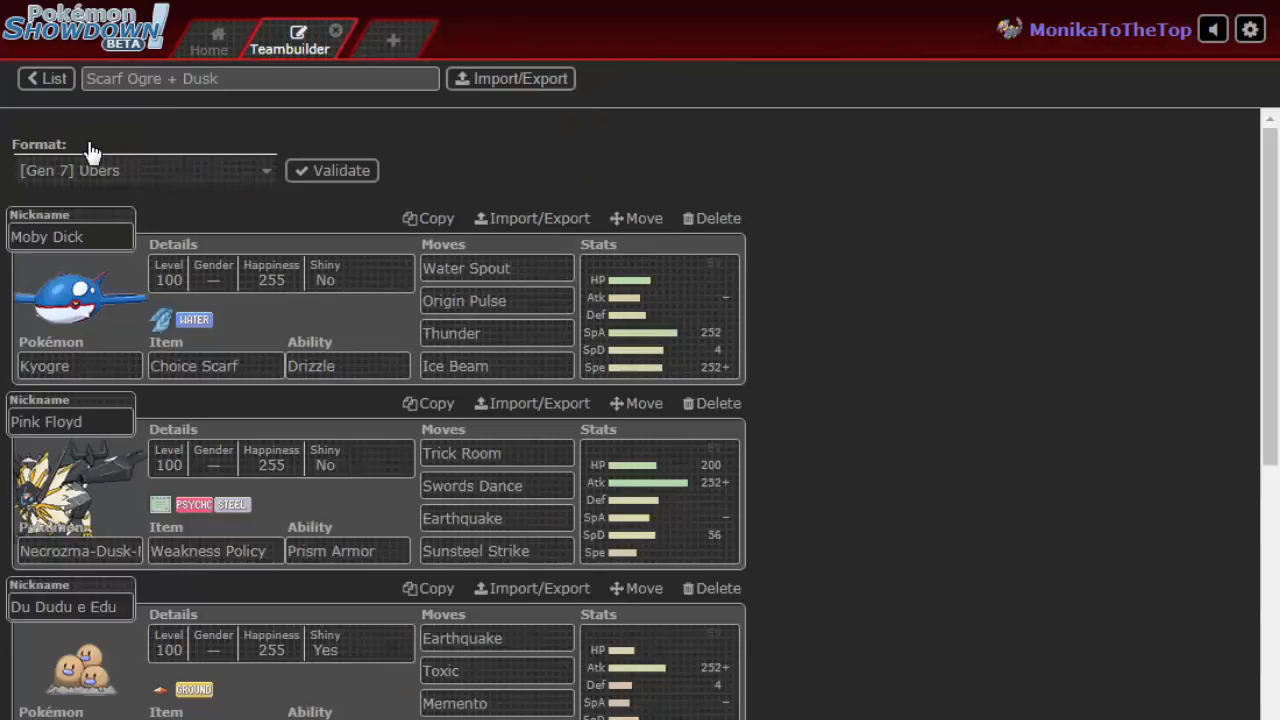 Pokémon
SHOWDOWN!
BETA
Home
Teambuilder
MonikaToTheTop
List
Scarf Ogre + Dusk
Import/Export
Format:
[Gen 7] Ubers
Validate
Nickname
Moby Dick
Copy Import/Export Move Delete
Details
Moves
Stats
Level Gender Happiness Shiny
100 — 255 No
WATER
Pokémon Item Ability
Kyogre Choice Scarf Drizzle
Water Spout
Origin Pulse
Thunder
Ice Beam
EV
HP
Atk –
Def
SpA 252
SpD 4
Spe 252+
Nickname
Pink Floyd
Copy Import/Export Move Delete
Details
Moves
Stats
Level Gender Happiness Shiny
100 — 255 No
PSYCHC STEEL
Pokémon Item Ability
Necrozma-Dusk- Weakness Policy Prism Armor
Trick Room
Swords Dance
Earthquake
Sunsteel Strike
HP 200
Atk 252+
Def
SpA –
SpD 56
Spe
Nickname
Du Dudu e Edu
Copy Import/Export Move Delete
Details
Moves
Stats
Level Gender Happiness Shiny
100 — 255 Yes
GROUND
Pokémon Item Ability
Earthquake
Toxic
Memento
EV
HP
Atk 252+
Def 4
SpA –
SpD